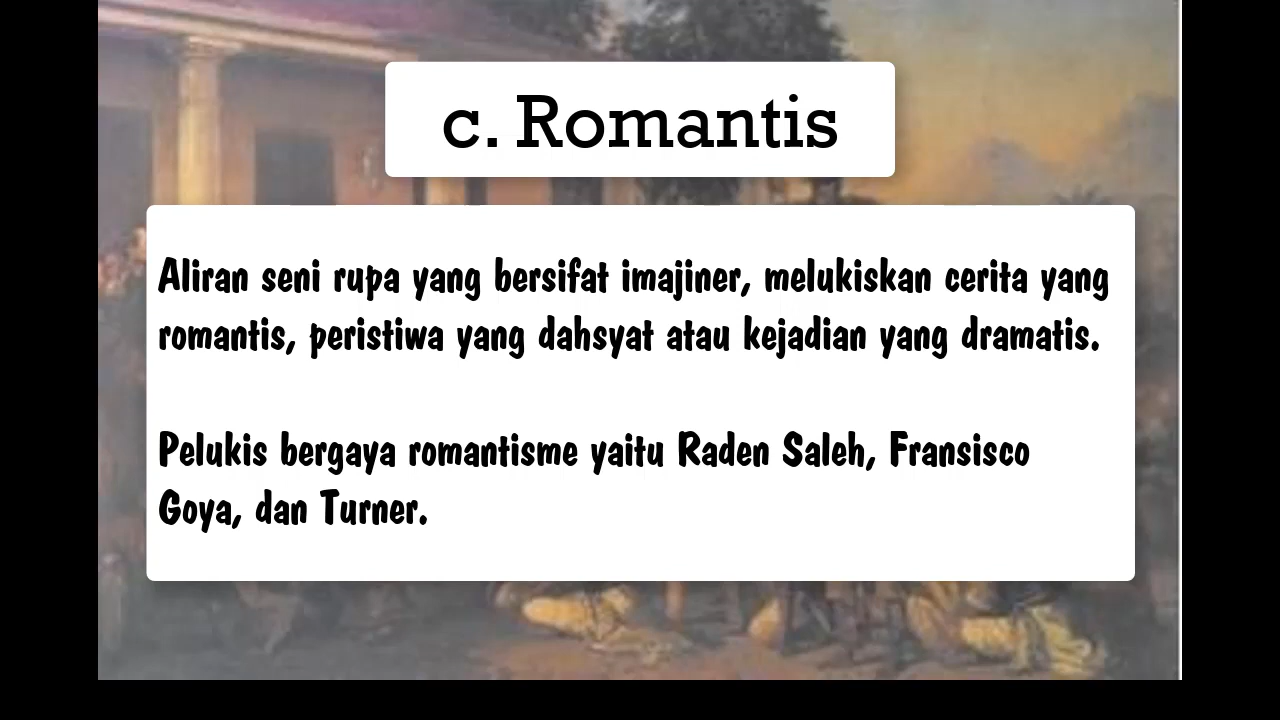 c. Romantis
Aliran seni rupa yang bersifat imajiner, melukiskan cerita yang
romantis, peristiwa yang dahsyat atau kejadian yang dramatis.
Pelukis bergaya romantisme yaitu Raden Saleh, Fransisco
Goya, dan Turner.